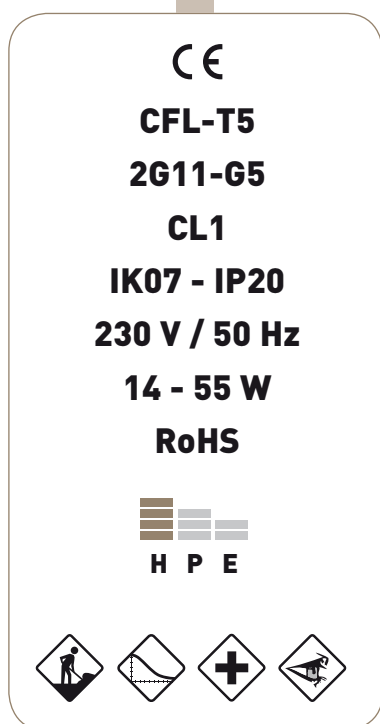 CE
CFL-T5
2G11-G5
CL1
IK07 - IP20
230 V / 50 Hz
14 - 55 W
RoHS
H P E